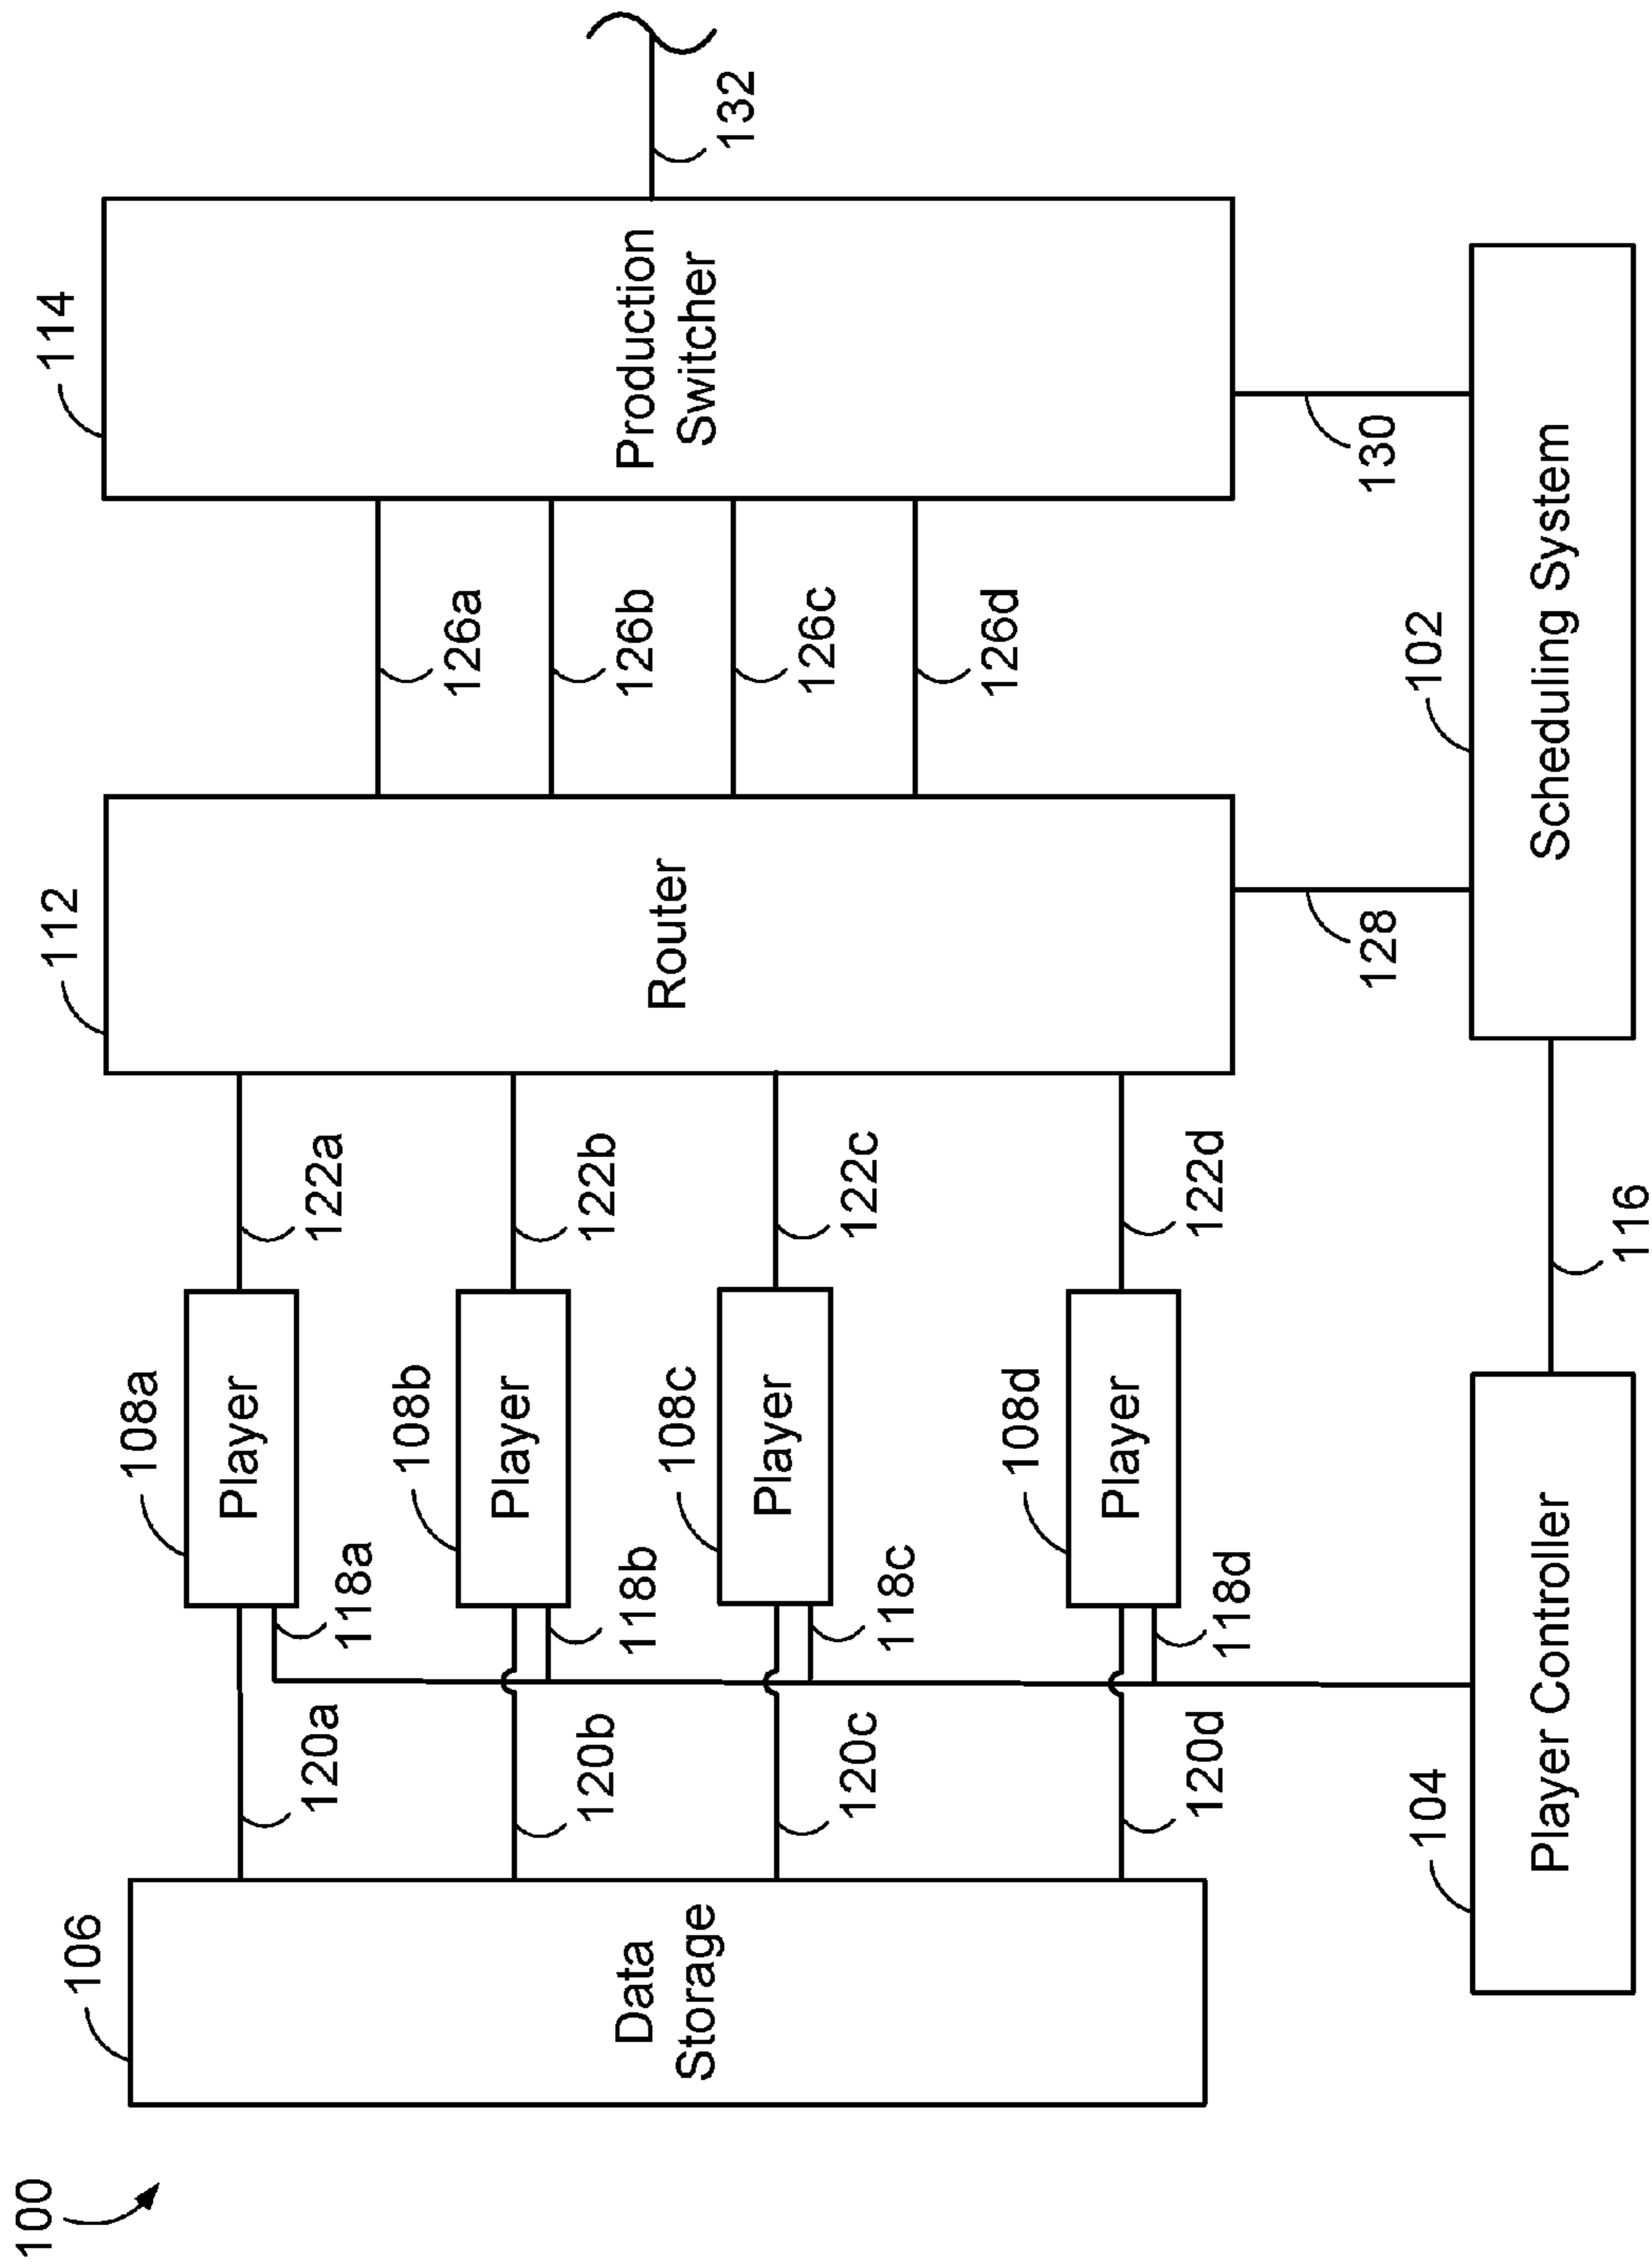 100
106
Data
Storage
120a
120b
120c
120d
108a
Player
118a
108b
Player
118b
108c
Player
118c
108d
Player
118d
122a
122b
122c
122d
112
Router
126a
126b
126c
126d
114
Production
Switcher
132
104
Player Controller
116
102
Scheduling System
128
130